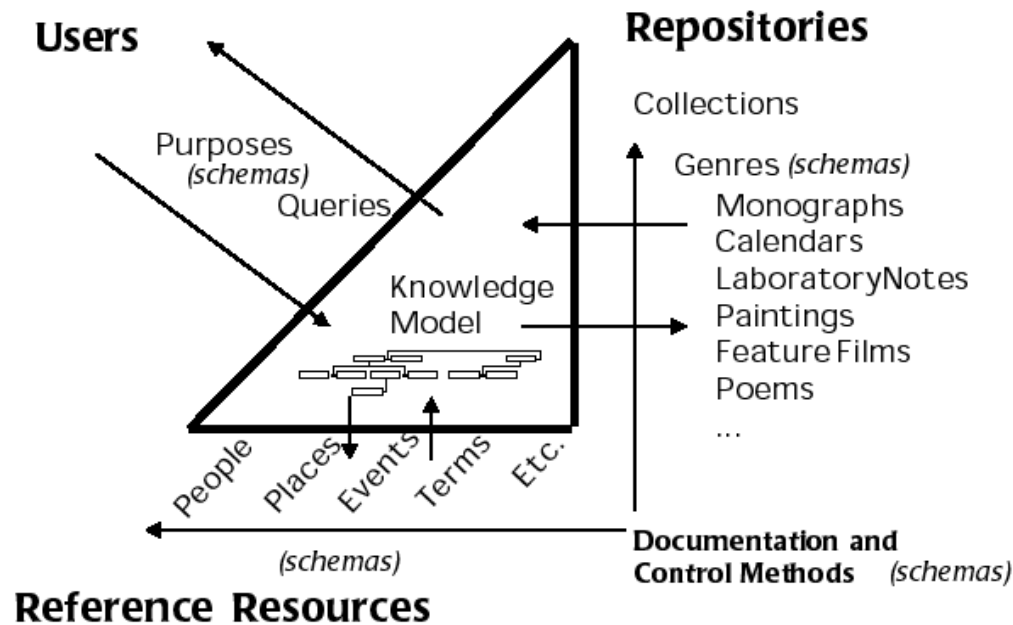 Users
Repositories
Collections
Purposes
(schemas)
Queries
Genres (schemas)
Monographs
Calendars
LaboratoryNotes
Paintings
Feature Films
Poems
...
Knowledge
Model
People
Places
Events
Terms
Etc.
(schemas)
Documentation and
Control Methods (schemas)
Reference Resources